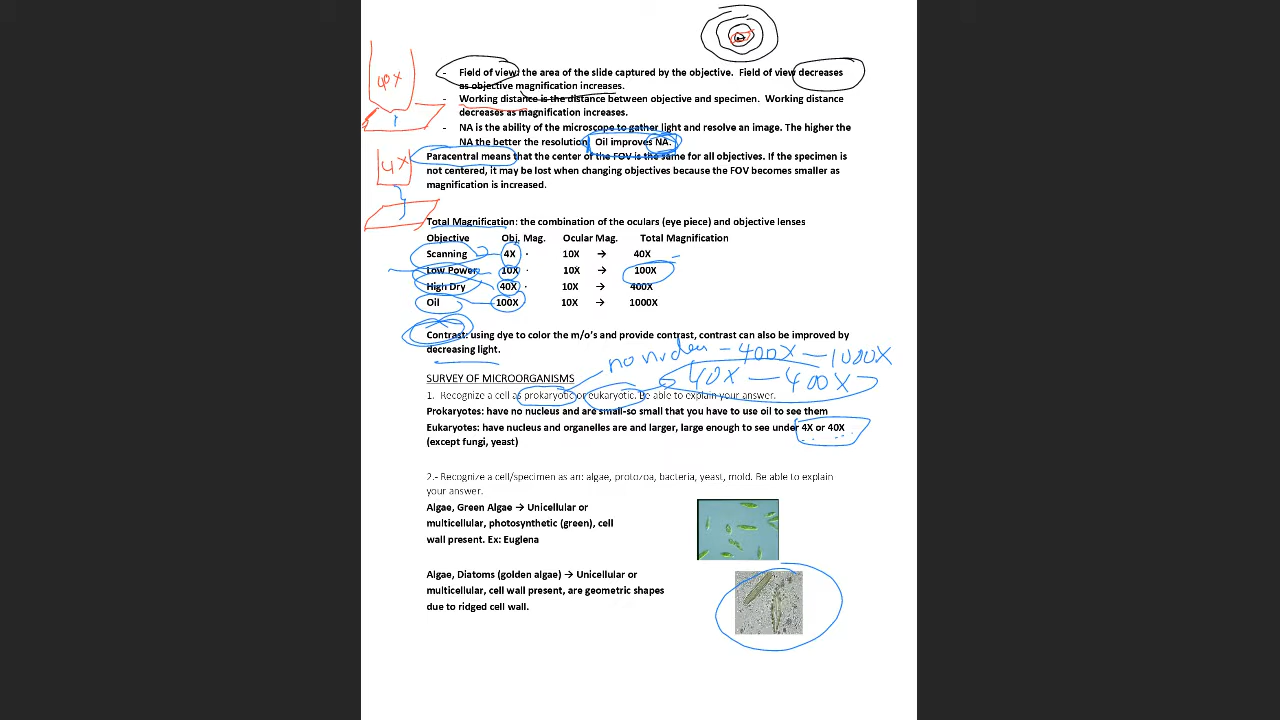 - Field of view: the area of the slide captured by the objective. Field of view decreases
as objective magnification increases.
40X
- Working distance is the distance between objective and specimen. Working distance
decreases as magnification increases.
- NA is the ability of the microscope to gather light and resolve an image. The higher the
NA the better the resolution. Oil improves NA.
4X
Paracentral means that the center of the FOV is the same for all objectives. If the specimen is
not centered, it may be lost when changing objectives because the FOV becomes smaller as
magnification is increased.
Total Magnification: the combination of the oculars (eye piece) and objective lenses
Objective Obj. Mag. Ocular Mag. Total Magnification
Scanning 4X · 10X → 40X
Low Power 10X · 10X → 100X
High Dry 40X · 10X → 400X
Oil 100X 10X → 1000X
Contrast: using dye to color the m/o's and provide contrast, contrast can also be improved by
decreasing light.
no nucleu – 400X – 1000X
40X – 400X
SURVEY OF MICROORGANISMS
1. Recognize a cell as prokaryotic or eukaryotic. Be able to explain your answer.
Prokaryotes: have no nucleus and are small-so small that you have to use oil to see them
Eukaryotes: have nucleus and organelles are and larger, large enough to see under 4X or 40X
(except fungi, yeast)
2.- Recognize a cell/specimen as an: algae, protozoa, bacteria, yeast, mold. Be able to explain
your answer.
Algae, Green Algae → Unicellular or
multicellular, photosynthetic (green), cell
wall present. Ex: Euglena
Algae, Diatoms (golden algae) → Unicellular or
multicellular, cell wall present, are geometric shapes
due to ridged cell wall.